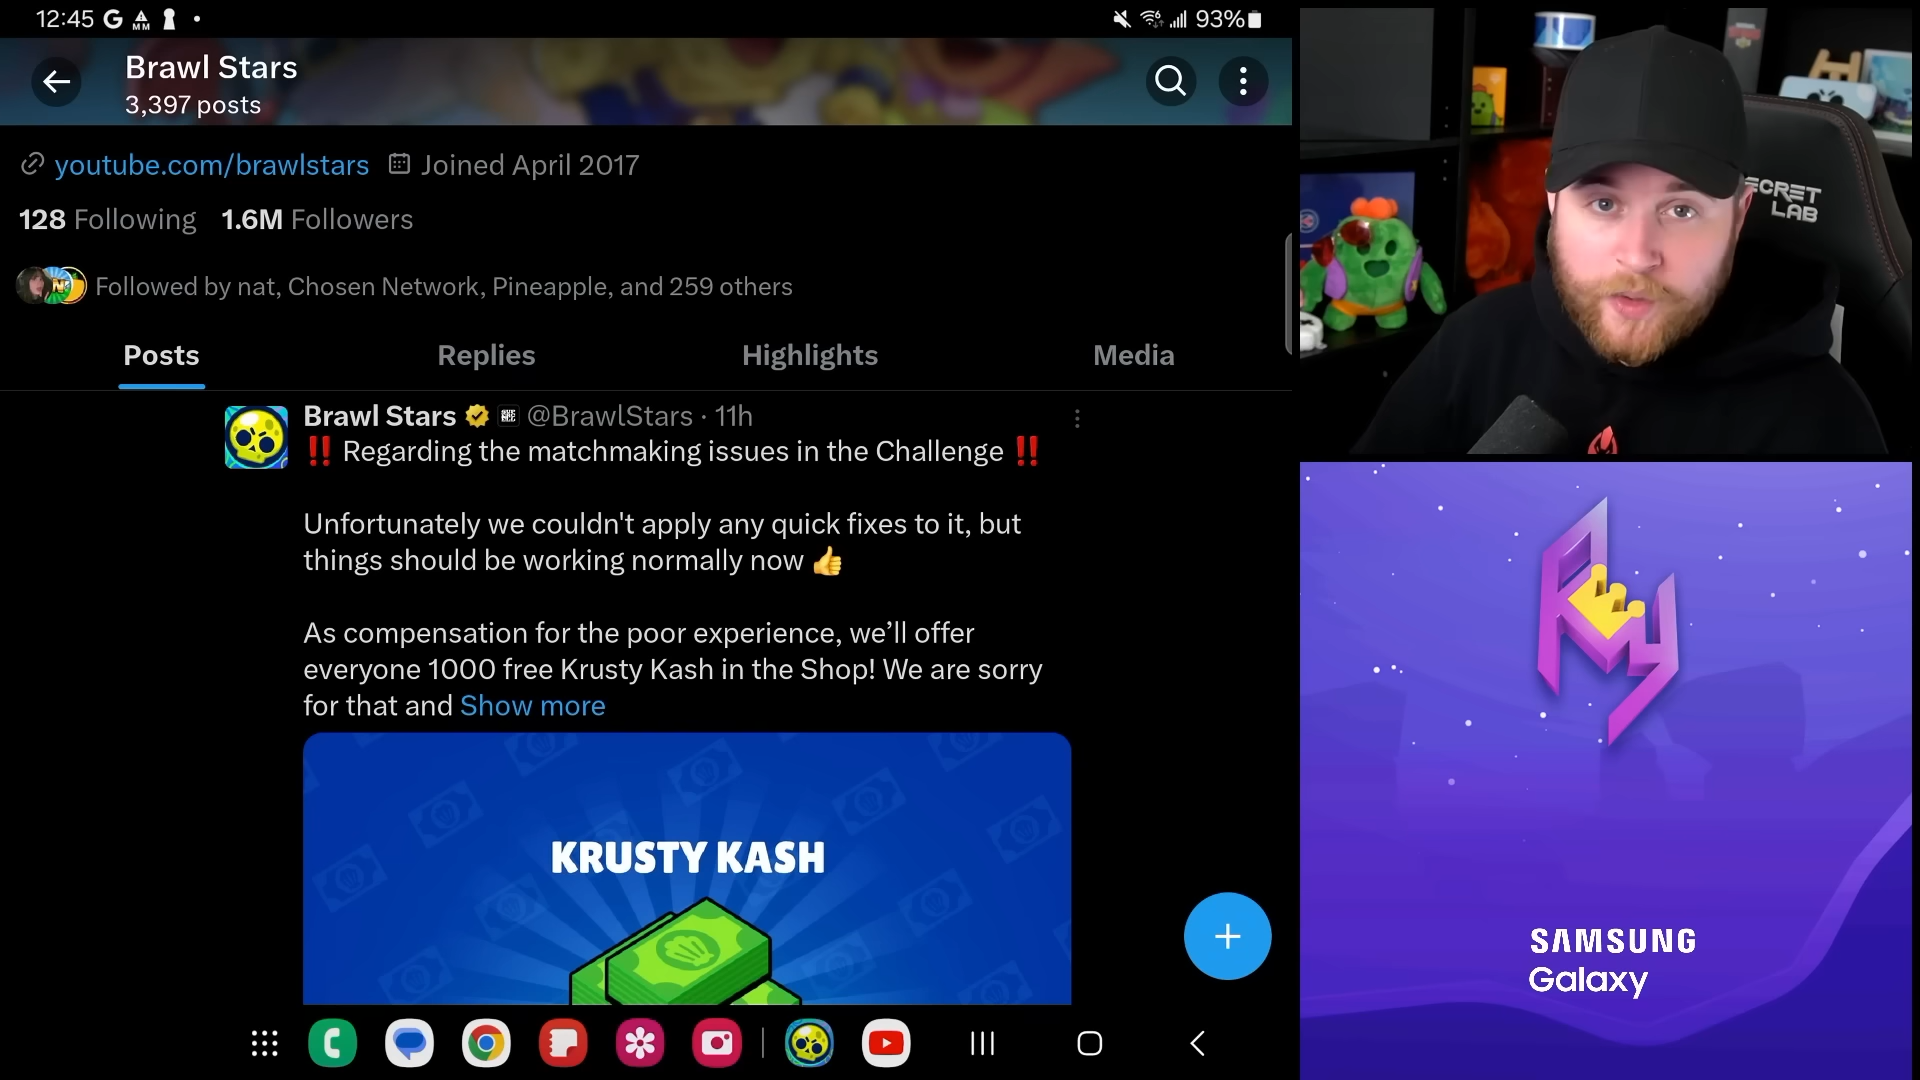 12:45
93%
Brawl Stars
3,397 posts
youtube.com/brawlstars Joined April 2017
128 Following 1.6M Followers
Followed by nat, Chosen Network, Pineapple, and 259 others
Posts Replies Highlights Media
Brawl Stars @BrawlStars · 11h
‼️ Regarding the matchmaking issues in the Challenge ‼️
Unfortunately we couldn't apply any quick fixes to it, but
things should be working normally now 👍
As compensation for the poor experience, we’ll offer
everyone 1000 free Krusty Kash in the Shop! We are sorry
for that and Show more
KRUSTY KASH
SECRET
LAB
SAMSUNG
Galaxy